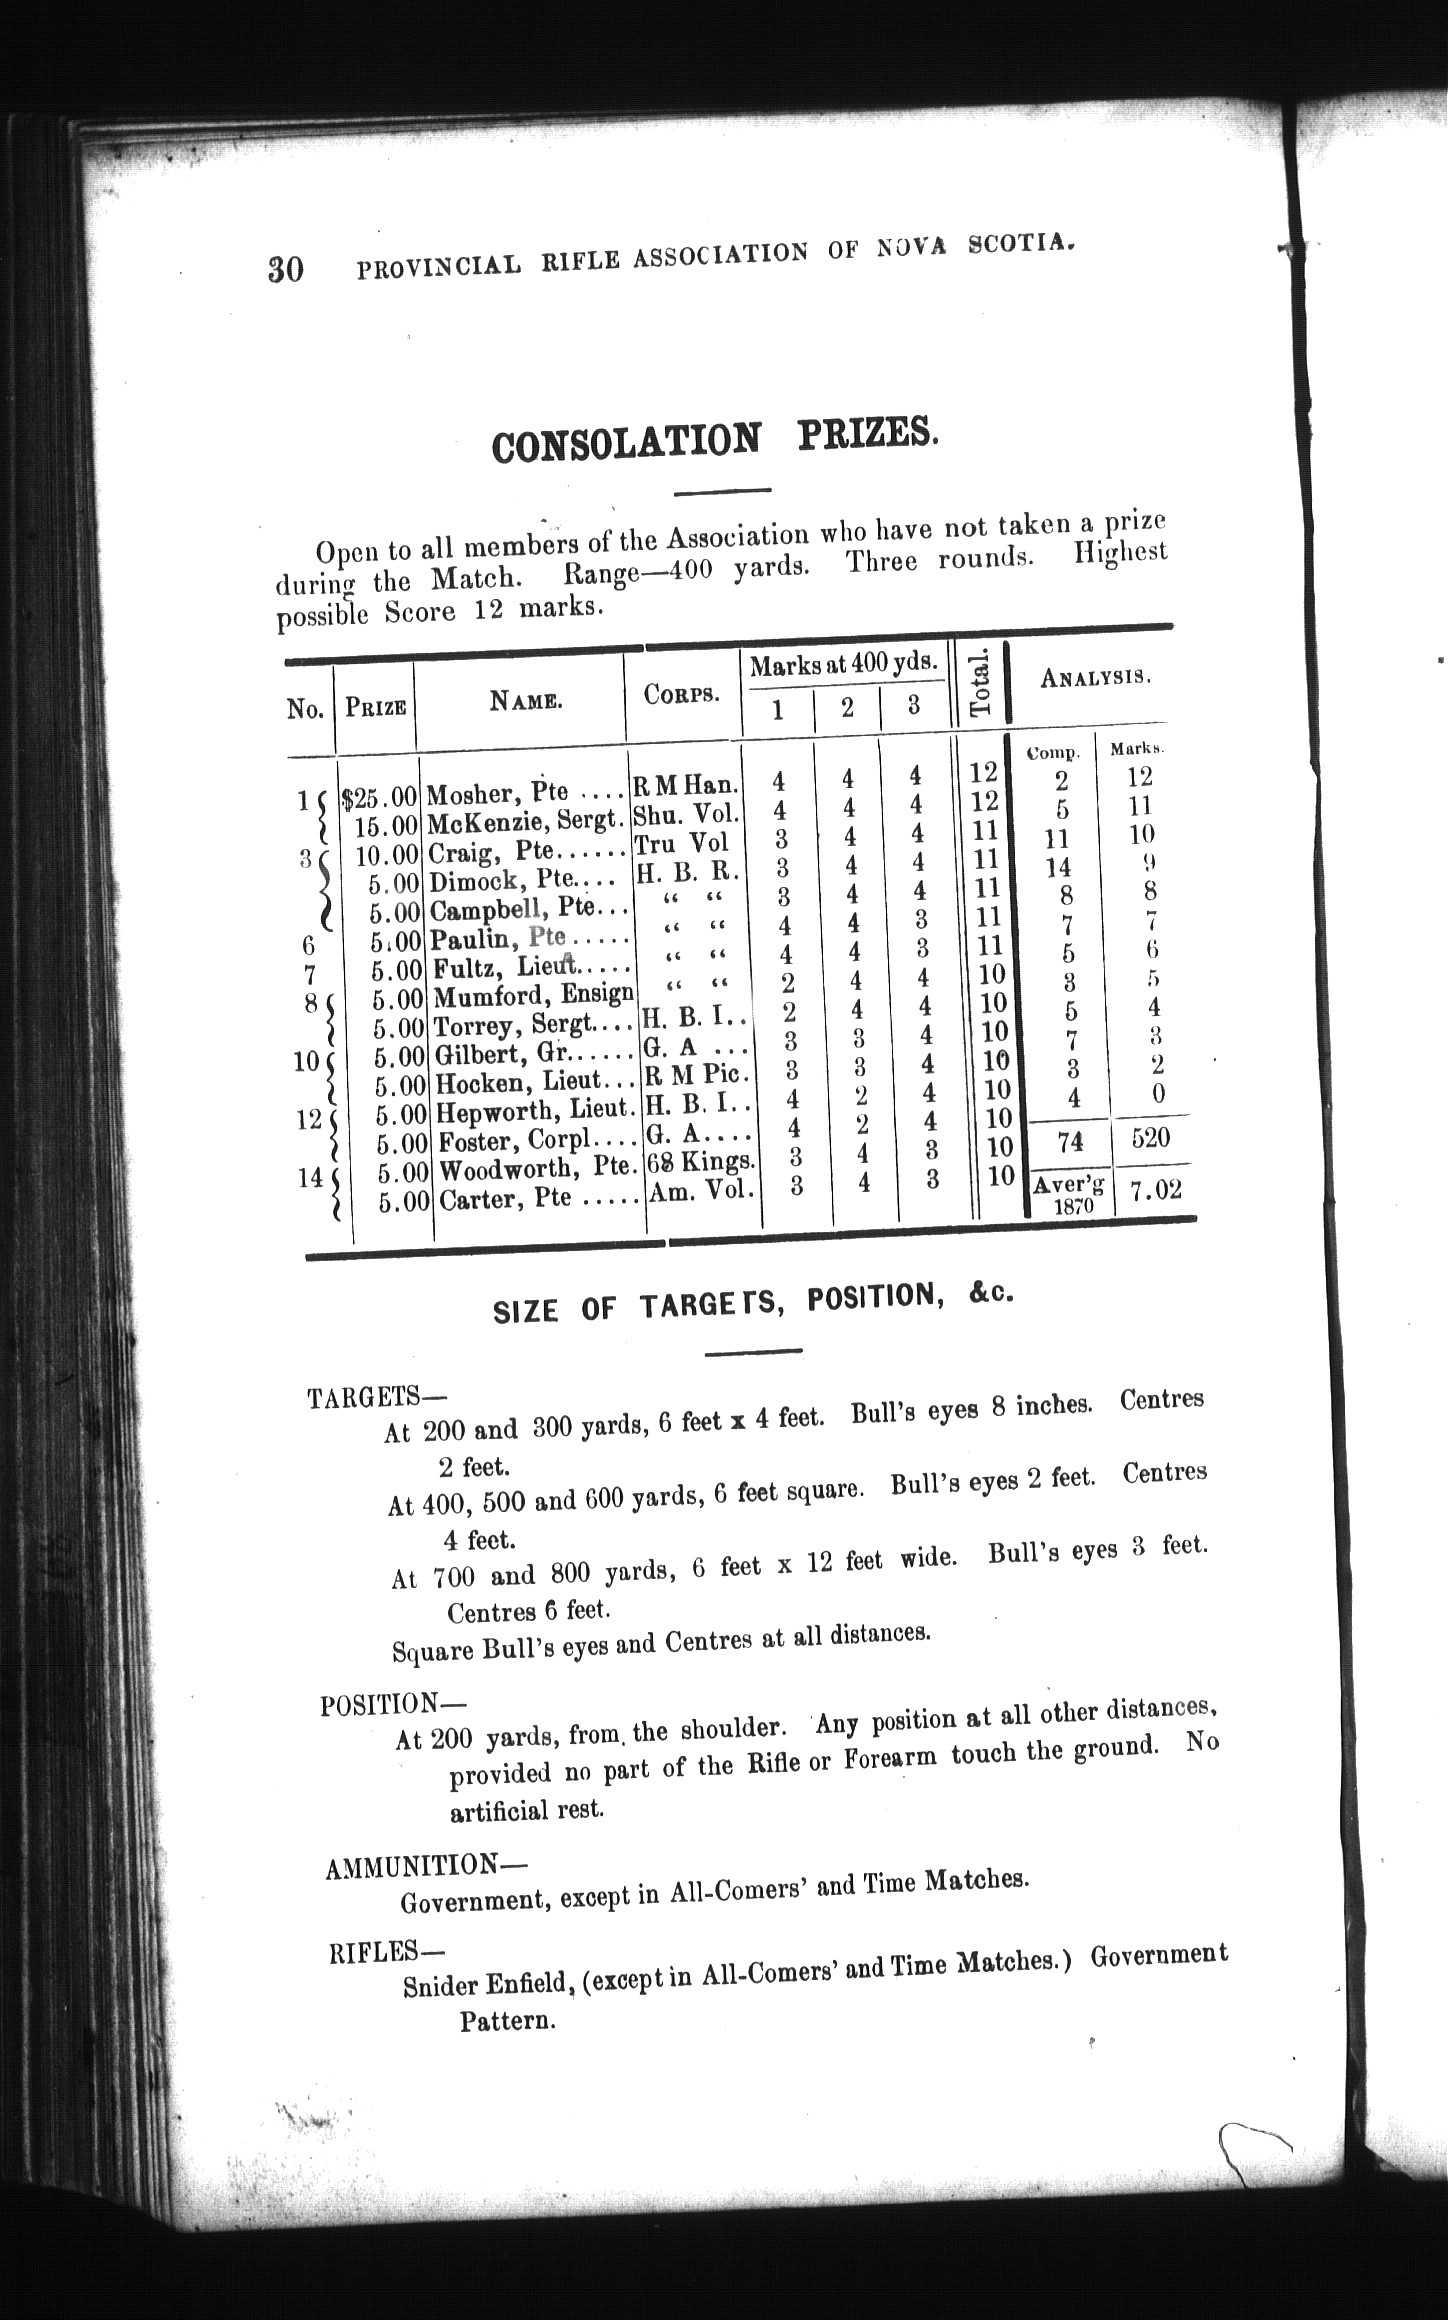 30 PROVINCIAL RIFLE ASSOCIATION OF NOVA SCOTIA.
CONSOLATION PRIZES.
Open to all members of the Association who have not taken a prize
during the Match. Range—400 yards. Three rounds. Highest
possible Score 12 marks.
No. PRIZE NAME. CORPS. Marks at 400 yds. Total. ANALYSIS.
1 2 3
Comp. Marks.
1 { $25.00 Mosher, Pte .... R M Han. 4 4 4 12 2 12
15.00 McKenzie, Sergt. Shu. Vol. 4 4 4 12 5 11
3 { 10.00 Craig, Pte...... Tru Vol 3 4 4 11 11 10
5.00 Dimock, Pte.... H. B. R. 3 4 4 11 14 9
5.00 Campbell, Pte... “ “ 3 4 4 11 8 8
6 5.00 Paulin, Pte ..... “ “ 4 4 3 11 7 7
7 5.00 Fultz, Lieut..... “ “ 4 4 3 11 5 6
8 { 5.00 Mumford, Ensign “ “ 2 4 4 10 3 5
5.00 Torrey, Sergt.... H. B. I.. 2 4 4 10 5 4
10 { 5.00 Gilbert, Gr...... G. A ... 3 3 4 10 7 3
5.00 Hocken, Lieut... R M Pic. 3 3 4 10 3 2
12 { 5.00 Hepworth, Lieut. H. B. I.. 4 2 4 10 4 0
5.00 Foster, Corpl.... G. A.... 4 2 4 10 74 520
14 { 5.00 Woodworth, Pte. 68 Kings. 3 4 3 10
5.00 Carter, Pte ..... Am. Vol. 3 4 3 10 Aver’g 7.02
1870
SIZE OF TARGETS, POSITION, &c.
TARGETS—
At 200 and 300 yards, 6 feet x 4 feet. Bull’s eyes 8 inches. Centres
2 feet.
At 400, 500 and 600 yards, 6 feet square. Bull’s eyes 2 feet. Centres
4 feet.
At 700 and 800 yards, 6 feet x 12 feet wide. Bull’s eyes 3 feet.
Centres 6 feet.
Square Bull’s eyes and Centres at all distances.
POSITION—
At 200 yards, from the shoulder. Any position at all other distances,
provided no part of the Rifle or Forearm touch the ground. No
artificial rest.
AMMUNITION—
Government, except in All-Comers’ and Time Matches.
RIFLES—
Snider Enfield, (except in All-Comers’ and Time Matches.) Government
Pattern.